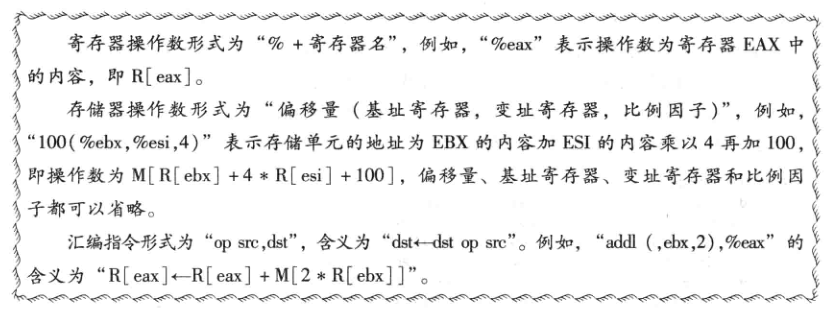 寄存器操作数形式为“% +寄存器名”，例如，“%eax”表示操作数为寄存器 EAX 中
的内容，即 R[eax]。
存储器操作数形式为“偏移量（基址寄存器，变址寄存器，比例因子）”，例如，
“100(%ebx,%esi,4)”表示存储单元的地址为 EBX 的内容加 ESI 的内容乘以 4 再加 100，
即操作数为 M[R[ebx]+4*R[esi]+100]，偏移量、基址寄存器、变址寄存器和比例因
子都可以省略。
汇编指令形式为“op src,dst”，含义为“dst←dst op src”。例如，“addl (,ebx,2),%eax”的
含义为“R[eax]←R[eax]+M[2*R[ebx]]”。